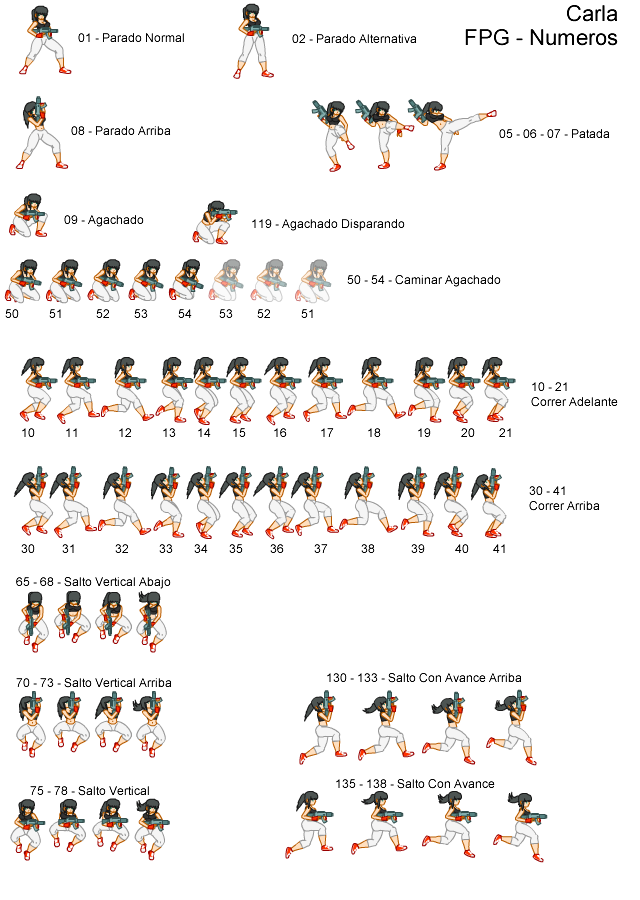 Carla
FPG - Numeros
01 - Parado Normal
02 - Parado Alternativa
08 - Parado Arriba
05 - 06 - 07 - Patada
09 - Agachado
119 - Agachado Disparando
50 - 54 - Caminar Agachado
50 51 52 53 54 53 52 51
10 - 21
Correr Adelante
10 11 12 13 14 15 16 17 18 19 20 21
30 - 41
Correr Arriba
30 31 32 33 34 35 36 37 38 39 40 41
65 - 68 - Salto Vertical Abajo
70 - 73 - Salto Vertical Arriba
130 - 133 - Salto Con Avance Arriba
75 - 78 - Salto Vertical
135 - 138 - Salto Con Avance